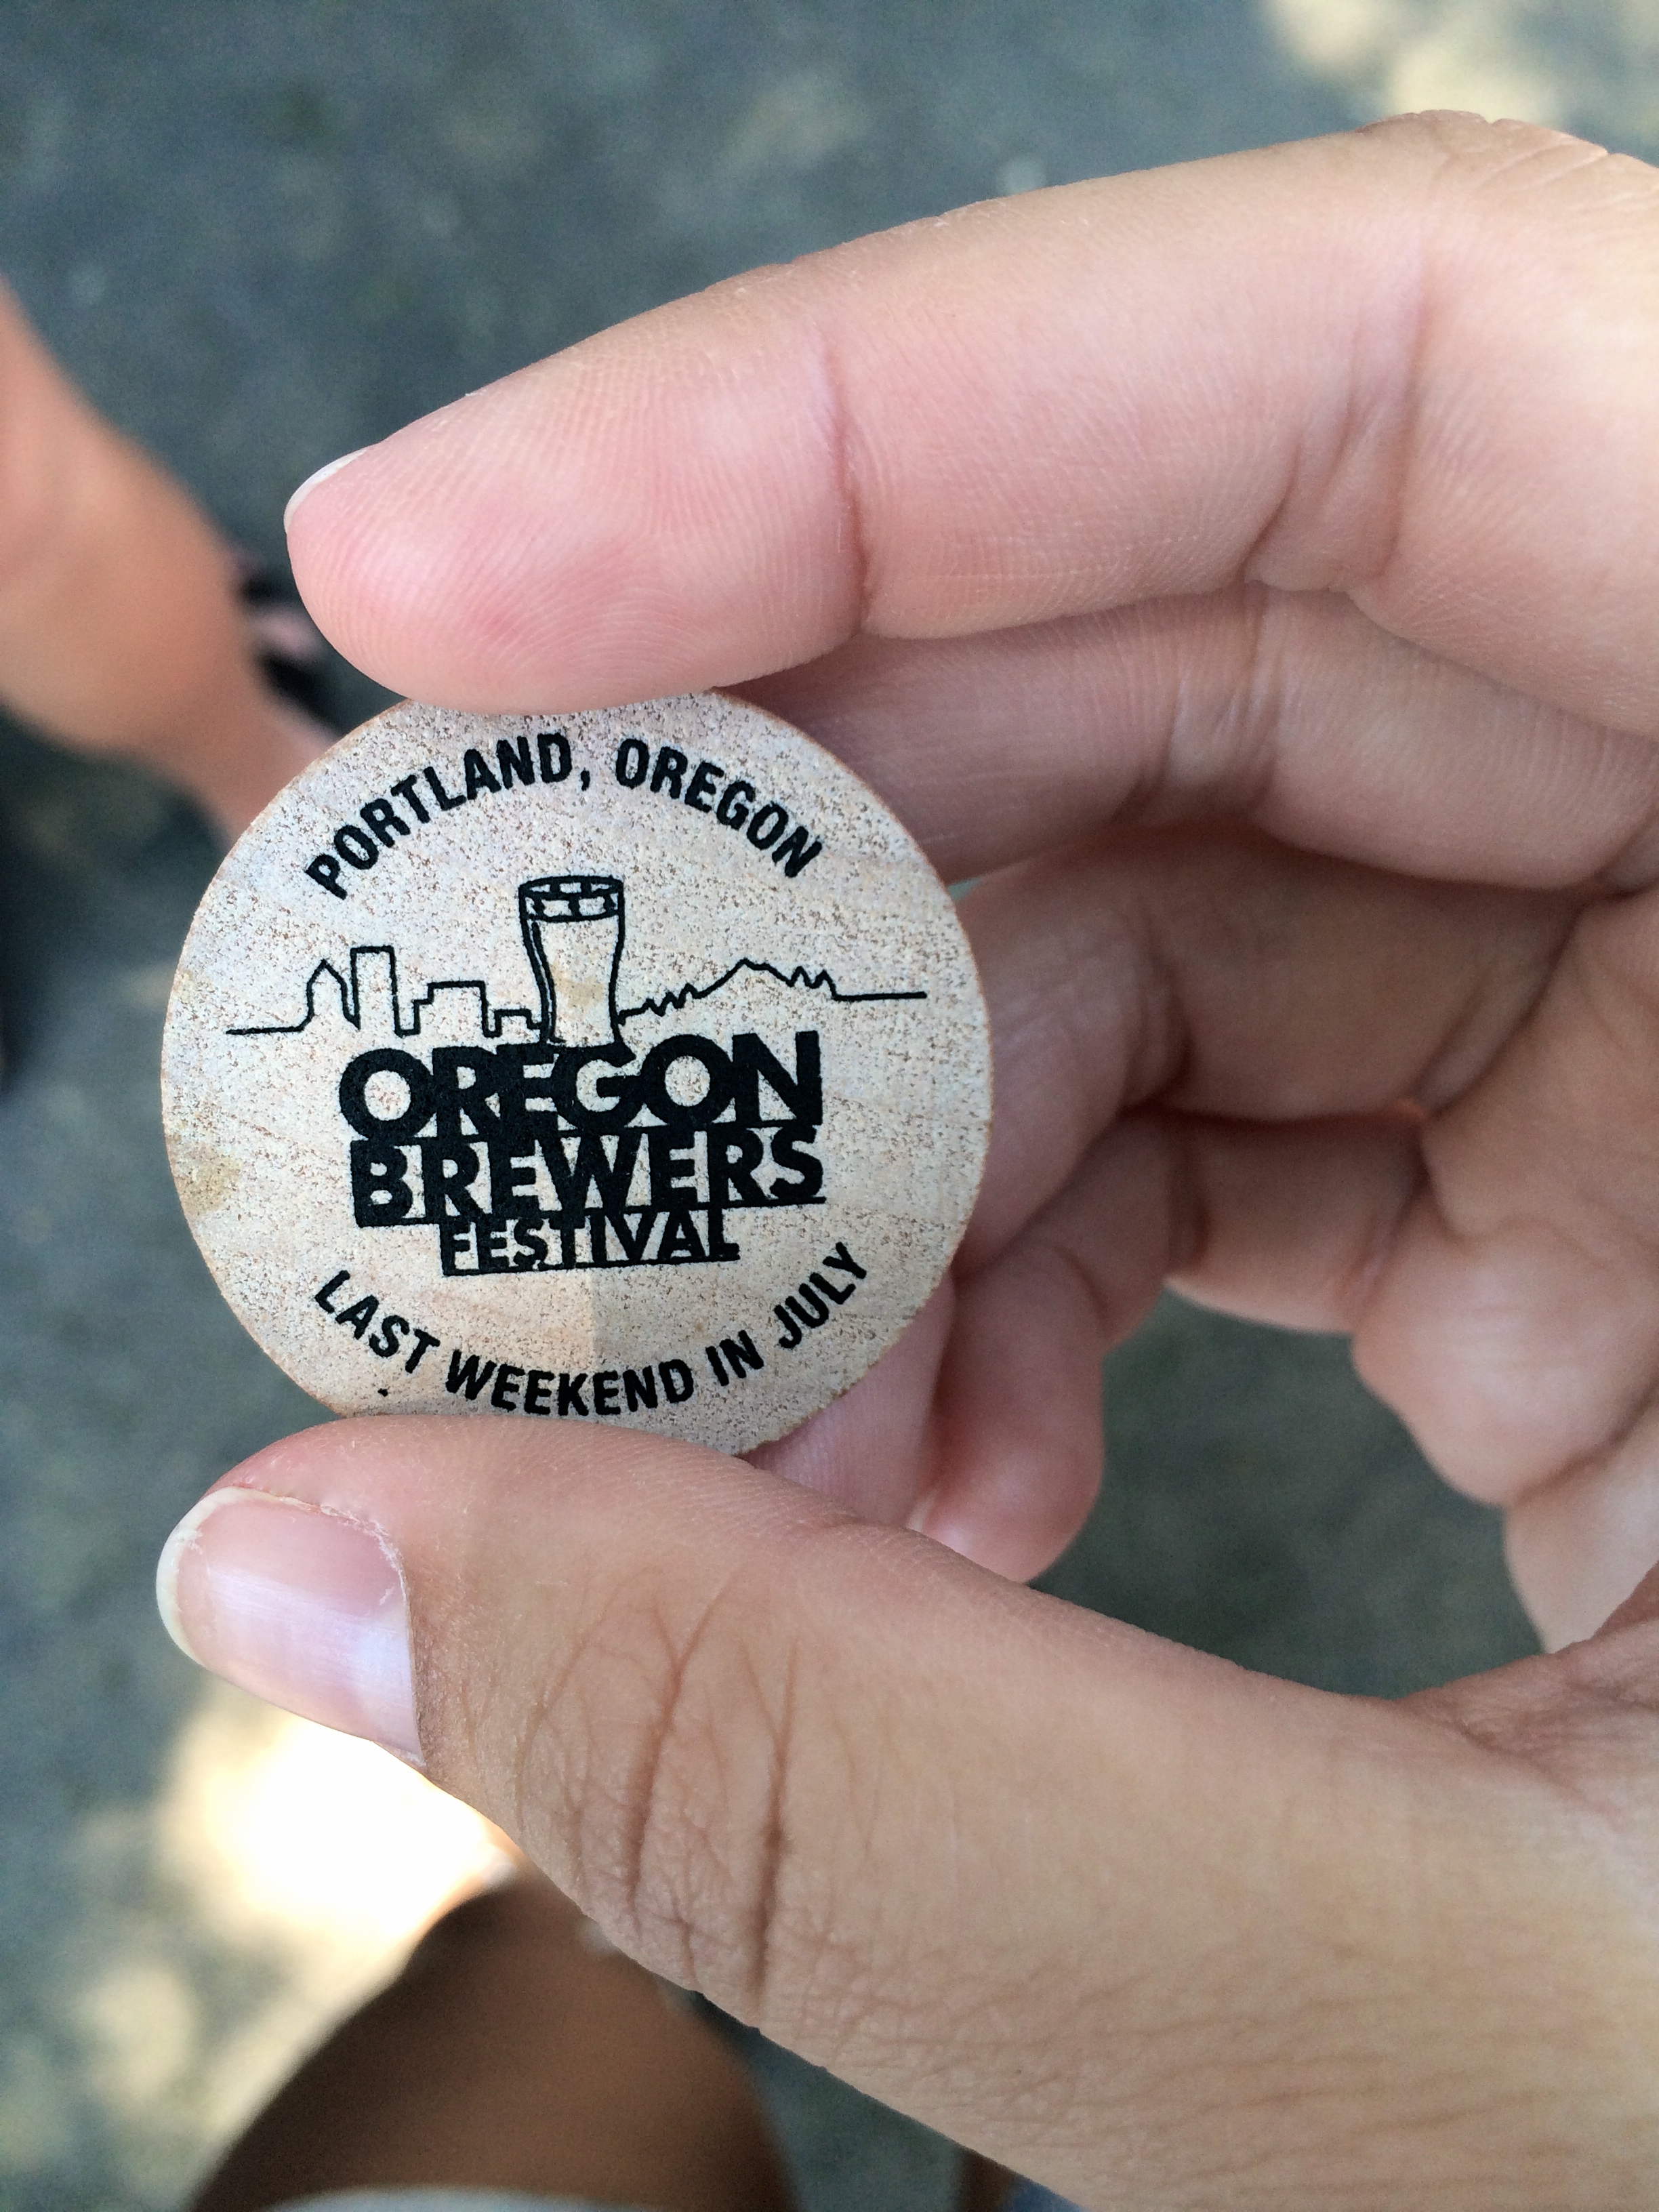 PORTLAND, OREGON
OREGON
BREWERS
FESTIVAL
LAST WEEKEND IN JULY